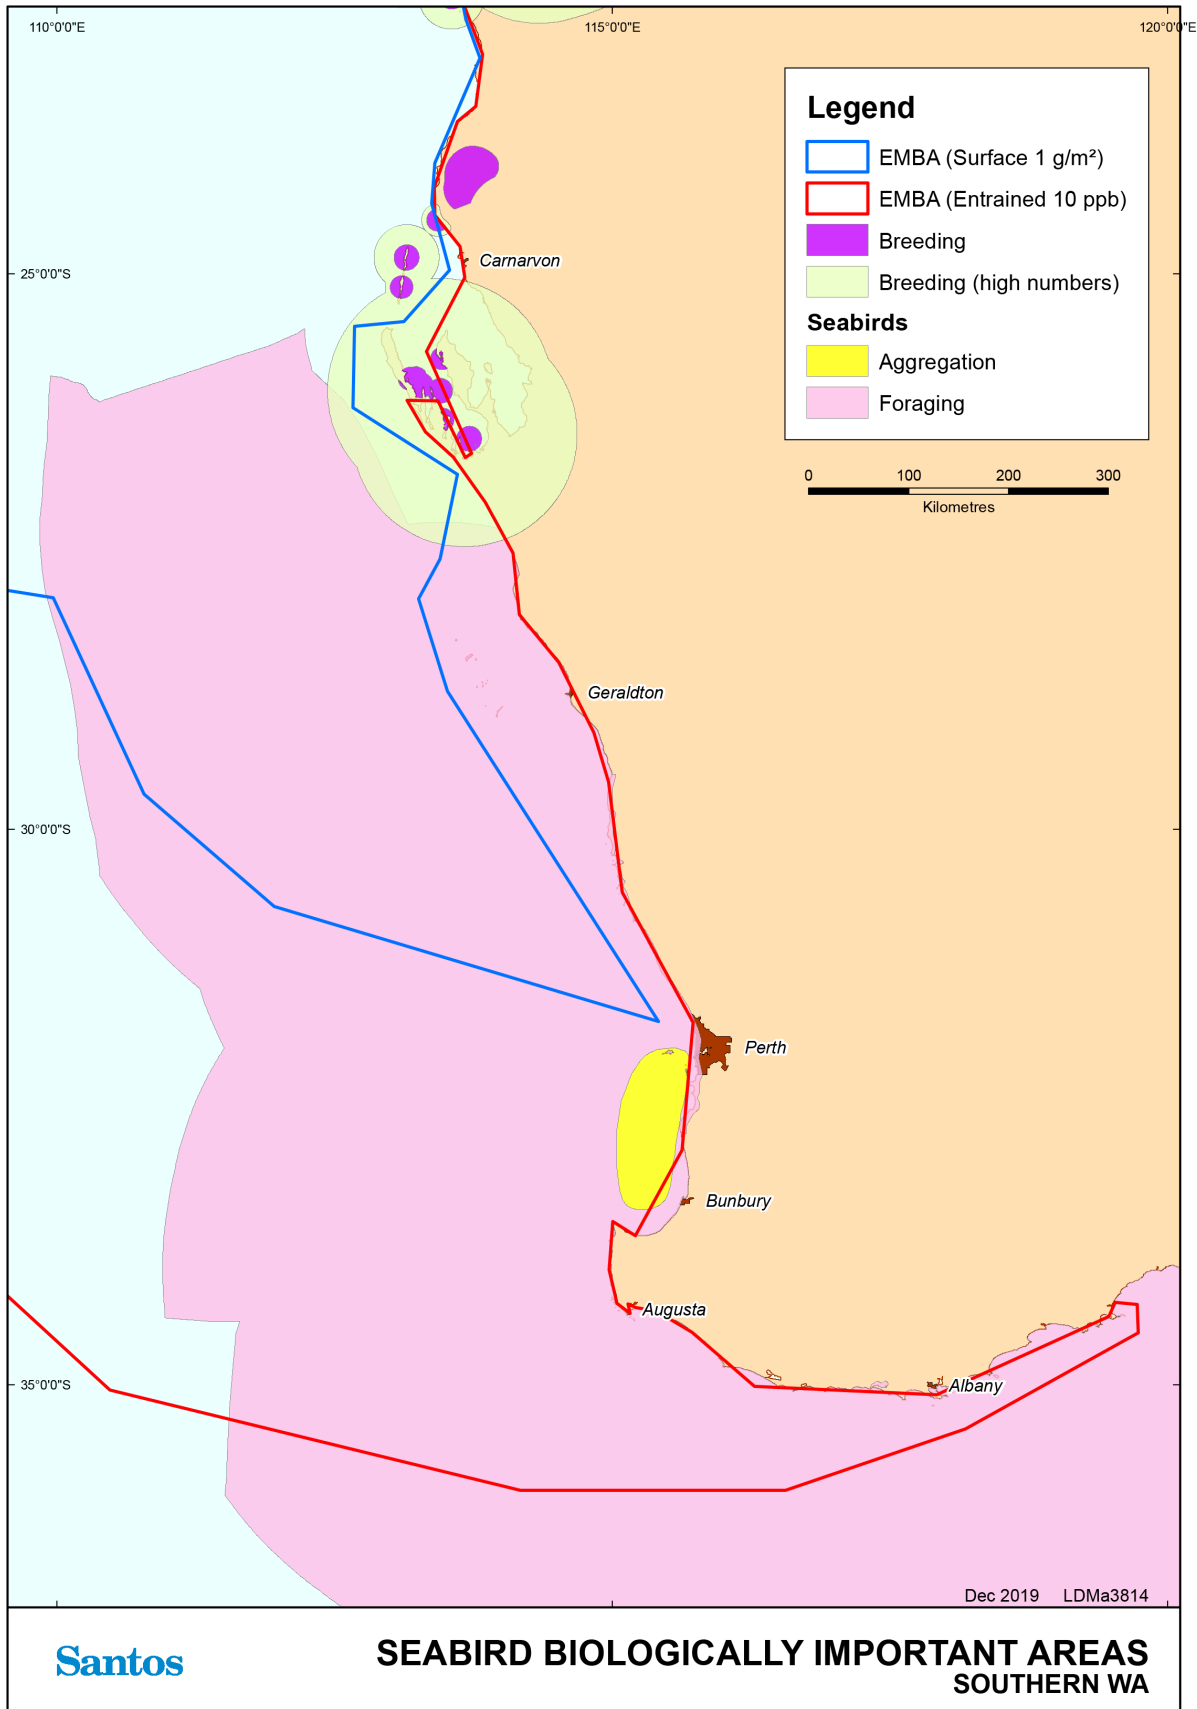 110°0'0"E
115°0'0"E
120°0'0"E
Legend
EMBA (Surface 1 g/m²)
EMBA (Entrained 10 ppb)
Breeding
Breeding (high numbers)
Seabirds
Aggregation
Foraging
0 100 200 300
Kilometres
Carnarvon
25°0'0"S
Geraldton
30°0'0"S
Perth
Bunbury
Augusta
35°0'0"S
Albany
Dec 2019 LDMa3814
Santos
SEABIRD BIOLOGICALLY IMPORTANT AREAS
SOUTHERN WA